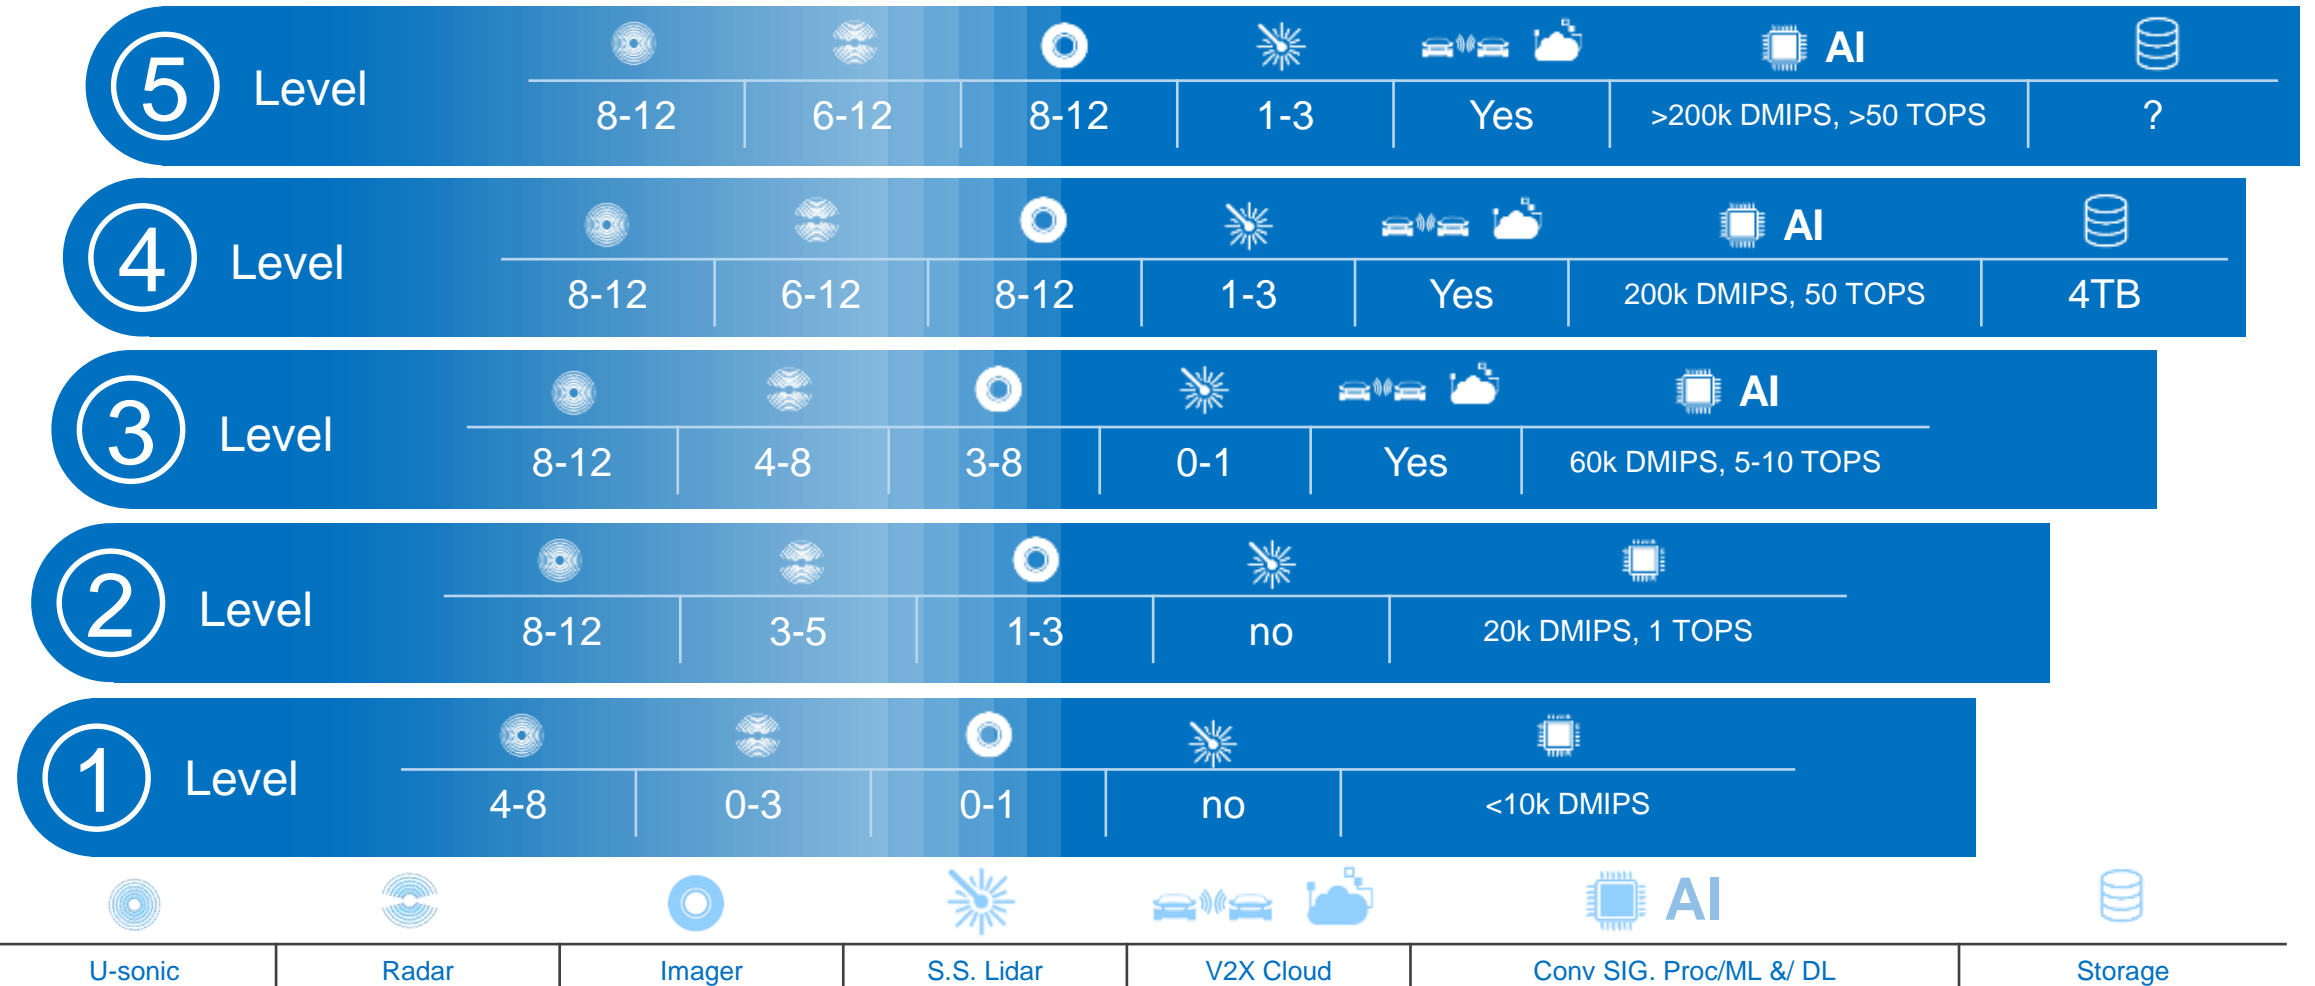 5 Level AI
8-12 6-12 8-12 1-3 Yes >200k DMIPS, >50 TOPS ?
4 Level AI
8-12 6-12 8-12 1-3 Yes 200k DMIPS, 50 TOPS 4TB
3 Level AI
8-12 4-8 3-8 0-1 Yes 60k DMIPS, 5-10 TOPS
2 Level
8-12 3-5 1-3 no 20k DMIPS, 1 TOPS
1 Level
4-8 0-3 0-1 no <10k DMIPS
AI
U-sonic Radar Imager S.S. Lidar V2X Cloud Conv SIG. Proc/ML &/ DL Storage